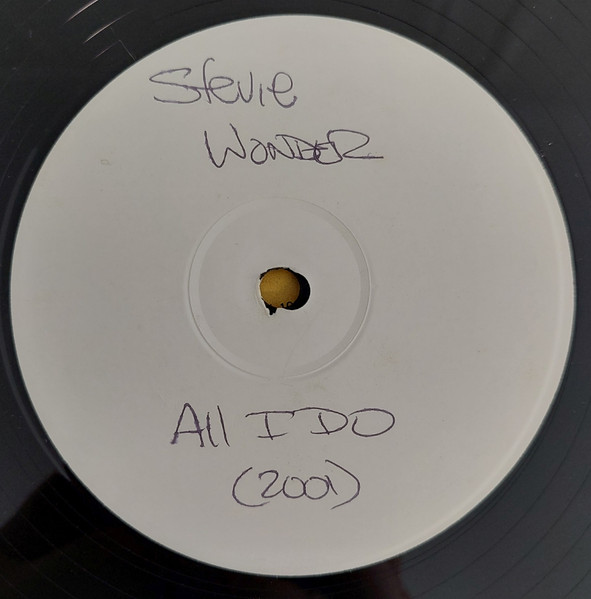 Stevie
WONDER
All I DO
(2001)